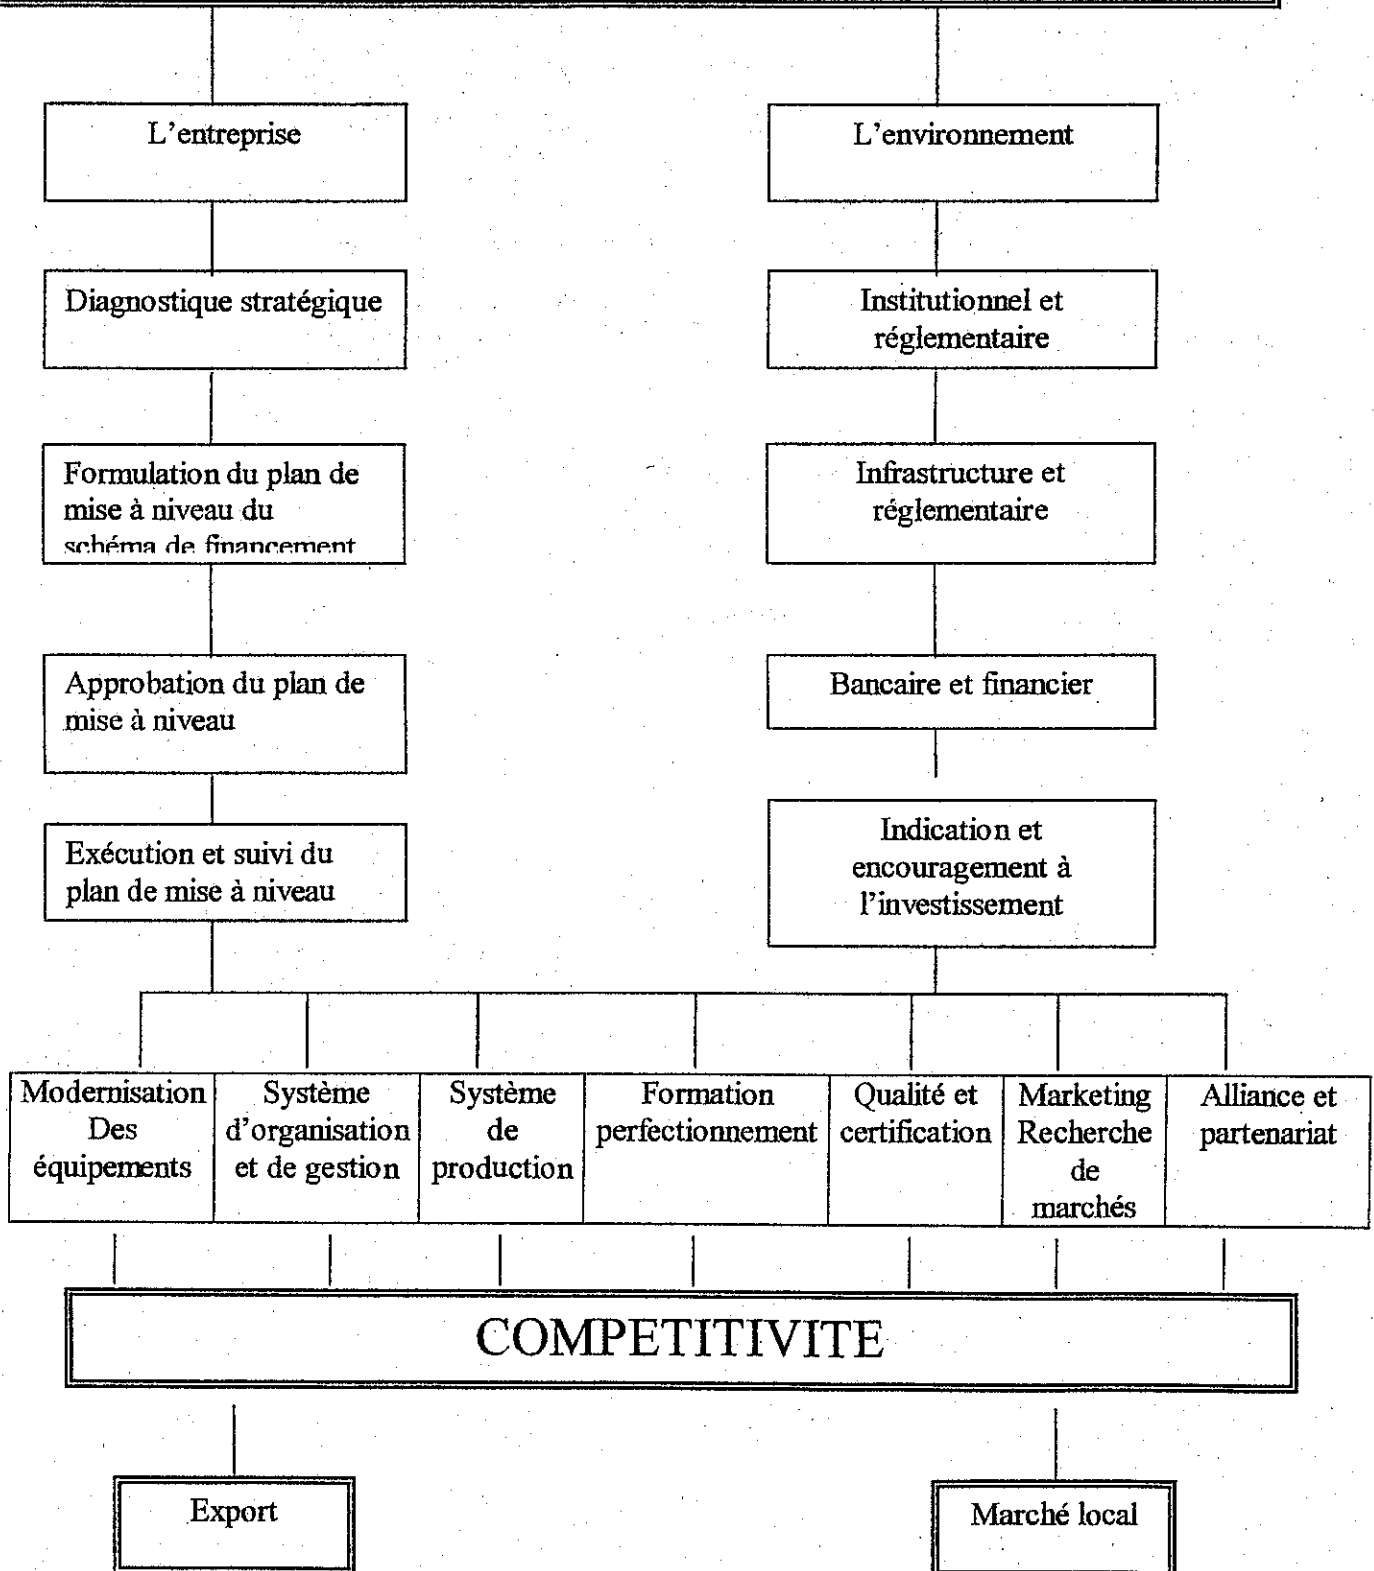 L'entreprise
L'environnement
Diagnostique stratégique
Institutionnel et
réglementaire
Formulation du plan de
mise à niveau du
schéma de financement
Infrastructure et
réglementaire
Approbation du plan de
mise à niveau
Bancaire et financier
Exécution et suivi du
plan de mise à niveau
Indication et
encouragement à
l'investissement
Modernisation
Des
équipements
Système
d'organisation
et de gestion
Système
de
production
Formation
perfectionnement
Qualité et
certification
Marketing
Recherche
de
marchés
Alliance et
partenariat
COMPETITIVITE
Export
Marché local